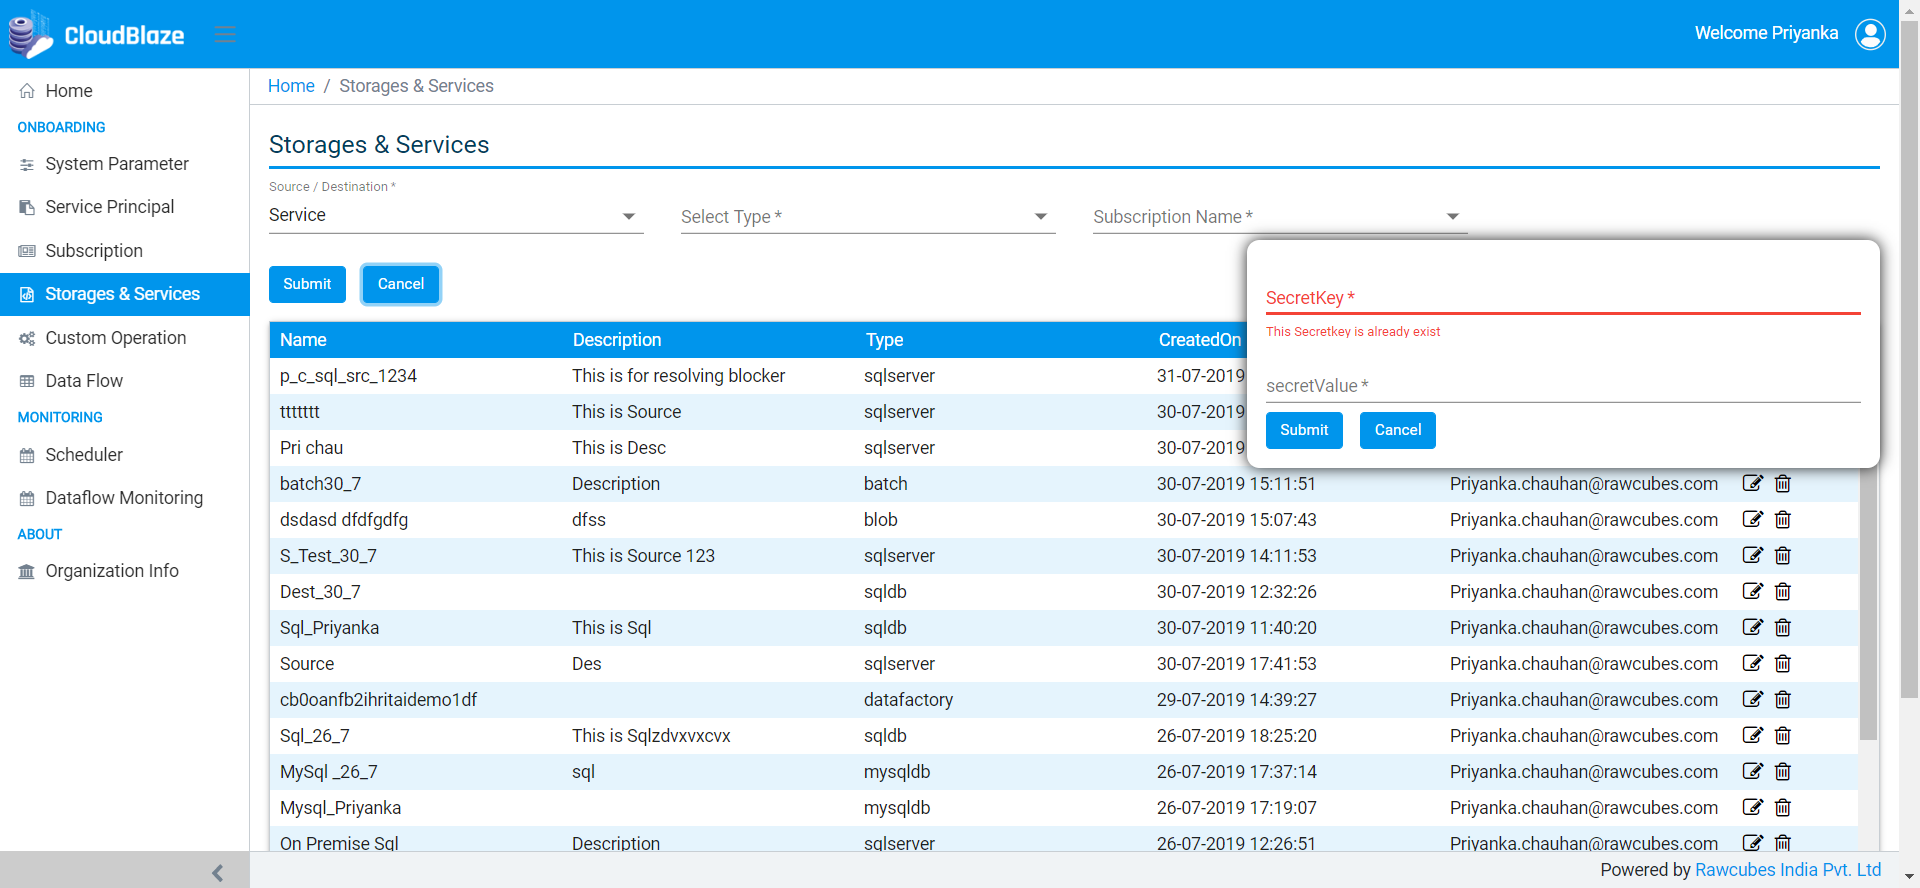 CloudBlaze
Welcome Priyanka
Home
ONBOARDING
System Parameter
Service Principal
Subscription
Storages & Services
Custom Operation
Data Flow
MONITORING
Scheduler
Dataflow Monitoring
ABOUT
Organization Info
Home / Storages & Services
Storages & Services
Source / Destination *
Service
Select Type *
Subscription Name *
Submit Cancel
SecretKey *
This Secretkey is already exist
secretValue *
Submit Cancel
Name Description Type CreatedOn
p_c_sql_src_1234 This is for resolving blocker sqlserver 31-07-2019
ttttttt This is Source sqlserver 30-07-2019
Pri chau This is Desc sqlserver 30-07-2019
batch30_7 Description batch 30-07-2019 15:11:51 Priyanka.chauhan@rawcubes.com
dsdasd dfdfgdfg dfss blob 30-07-2019 15:07:43 Priyanka.chauhan@rawcubes.com
S_Test_30_7 This is Source 123 sqlserver 30-07-2019 14:11:53 Priyanka.chauhan@rawcubes.com
Dest_30_7 sqldb 30-07-2019 12:32:26 Priyanka.chauhan@rawcubes.com
Sql_Priyanka This is Sql sqldb 30-07-2019 11:40:20 Priyanka.chauhan@rawcubes.com
Source Des sqlserver 30-07-2019 17:41:53 Priyanka.chauhan@rawcubes.com
cb0oanfb2ihritaidemo1df datafactory 29-07-2019 14:39:27 Priyanka.chauhan@rawcubes.com
Sql_26_7 This is Sqlzdvxvxcvx sqldb 26-07-2019 18:25:20 Priyanka.chauhan@rawcubes.com
MySql _26_7 sql mysqldb 26-07-2019 17:37:14 Priyanka.chauhan@rawcubes.com
Mysql_Priyanka mysqldb 26-07-2019 17:19:07 Priyanka.chauhan@rawcubes.com
On Premise Sql Description sqlserver 26-07-2019 12:26:51 Priyanka.chauhan@rawcubes.com
Powered by Rawcubes India Pvt. Ltd